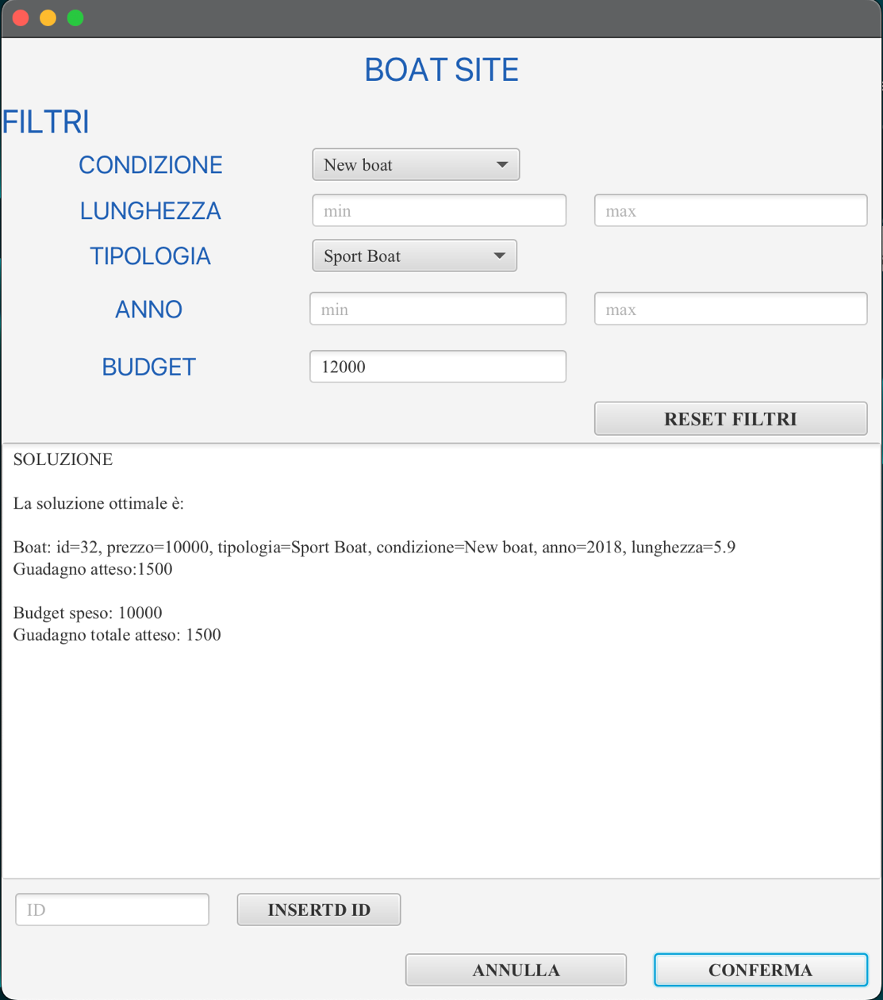 BOAT SITE
FILTRI
CONDIZIONE New boat
LUNGHEZZA min max
TIPOLOGIA Sport Boat
ANNO min max
BUDGET 12000
RESET FILTRI
SOLUZIONE
La soluzione ottimale è:
Boat: id=32, prezzo=10000, tipologia=Sport Boat, condizione=New boat, anno=2018, lunghezza=5.9
Guadagno atteso:1500
Budget speso: 10000
Guadagno totale atteso: 1500
ID INSERTD ID
ANNULLA CONFERMA